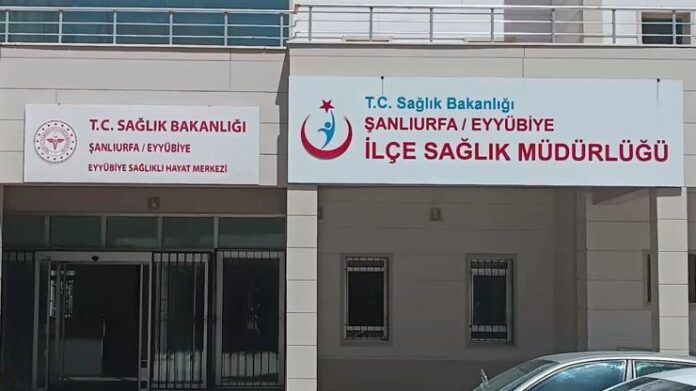 T.C. SAĞLIK BAKANLIĞI
ŞANLIURFA / EYYÜBİYE
EYYÜBİYE SAĞLIKLI HAYAT MERKEZİ
T.C. Sağlık Bakanlığı
ŞANLIURFA / EYYÜBİYE
İLÇE SAĞLIK MÜDÜRLÜĞÜ